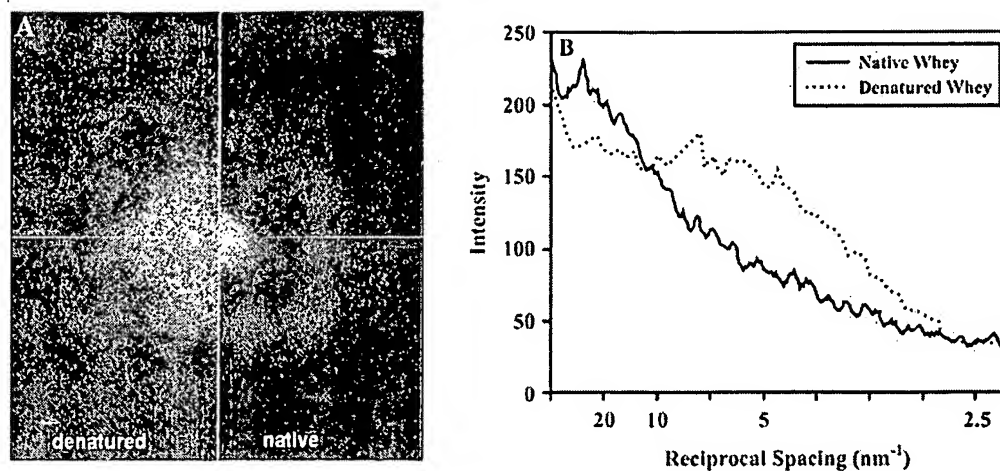 A
denatured
native
B
Native Whey
Denatured Whey
250
200
150
100
50
0
Intensity
20 10 5 2.5
Reciprocal Spacing (nm⁻¹)